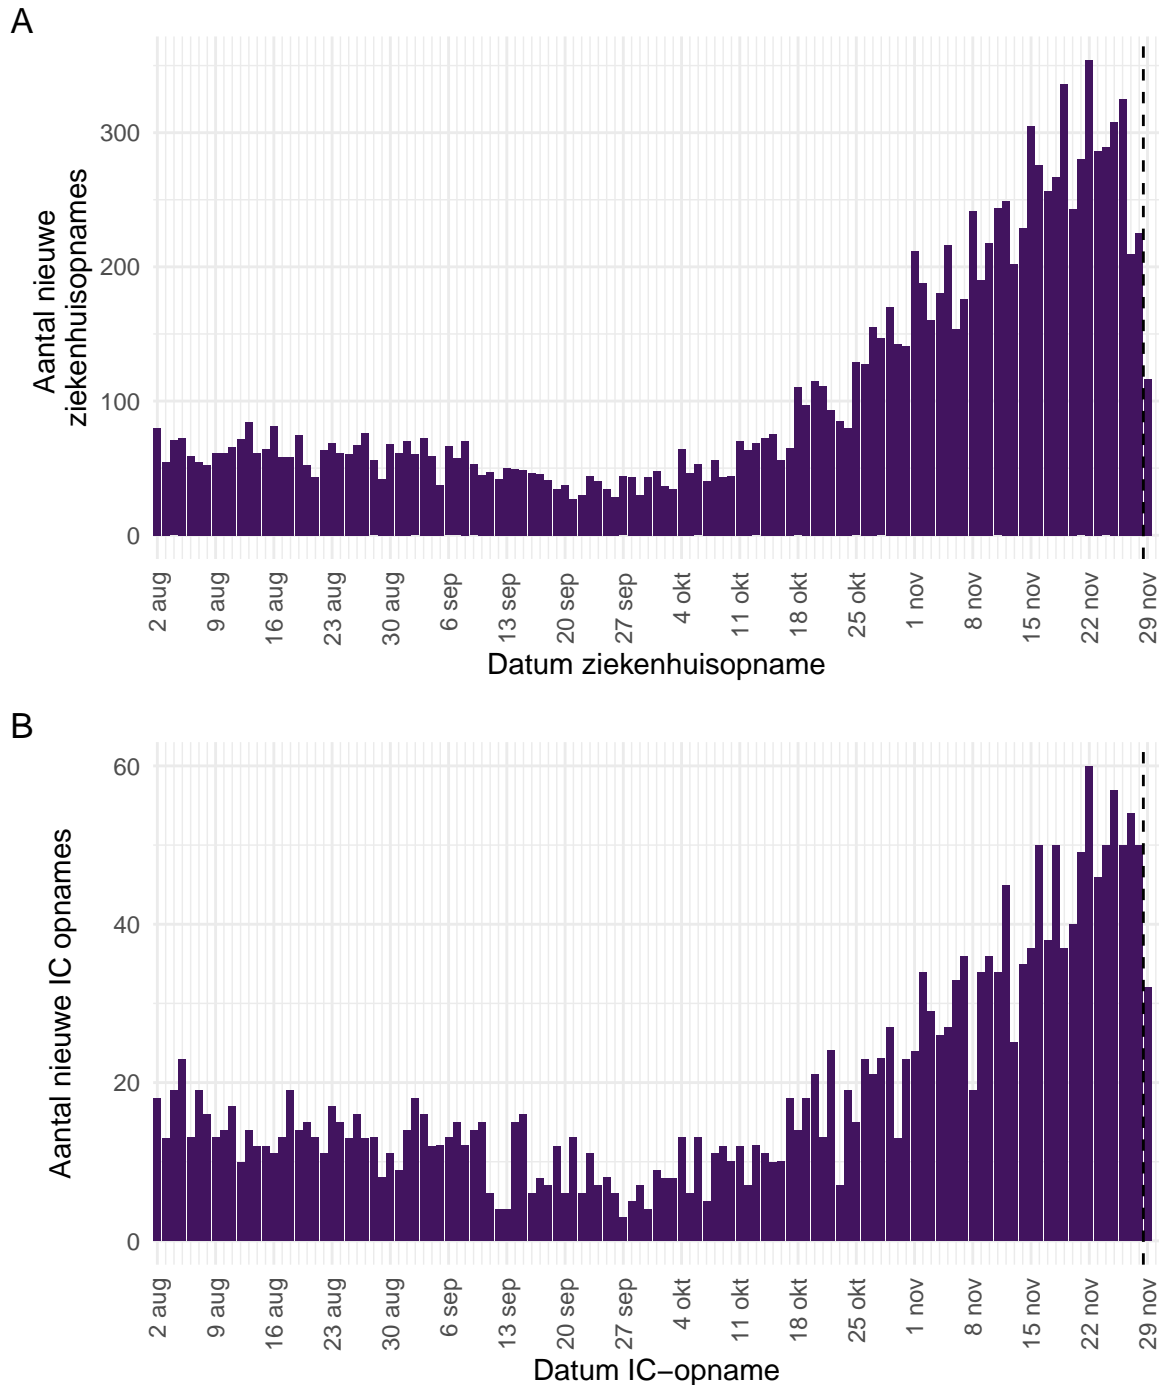 A
Aantal nieuwe
ziekenhuisopnames
300
200
100
0
2 aug
9 aug
16 aug
23 aug
30 aug
6 sep
13 sep
20 sep
27 sep
4 okt
11 okt
18 okt
25 okt
1 nov
8 nov
15 nov
22 nov
29 nov
Datum ziekenhuisopname
B
Aantal nieuwe IC opnames
60
40
20
0
2 aug
9 aug
16 aug
23 aug
30 aug
6 sep
13 sep
20 sep
27 sep
4 okt
11 okt
18 okt
25 okt
1 nov
8 nov
15 nov
22 nov
29 nov
Datum IC−opname